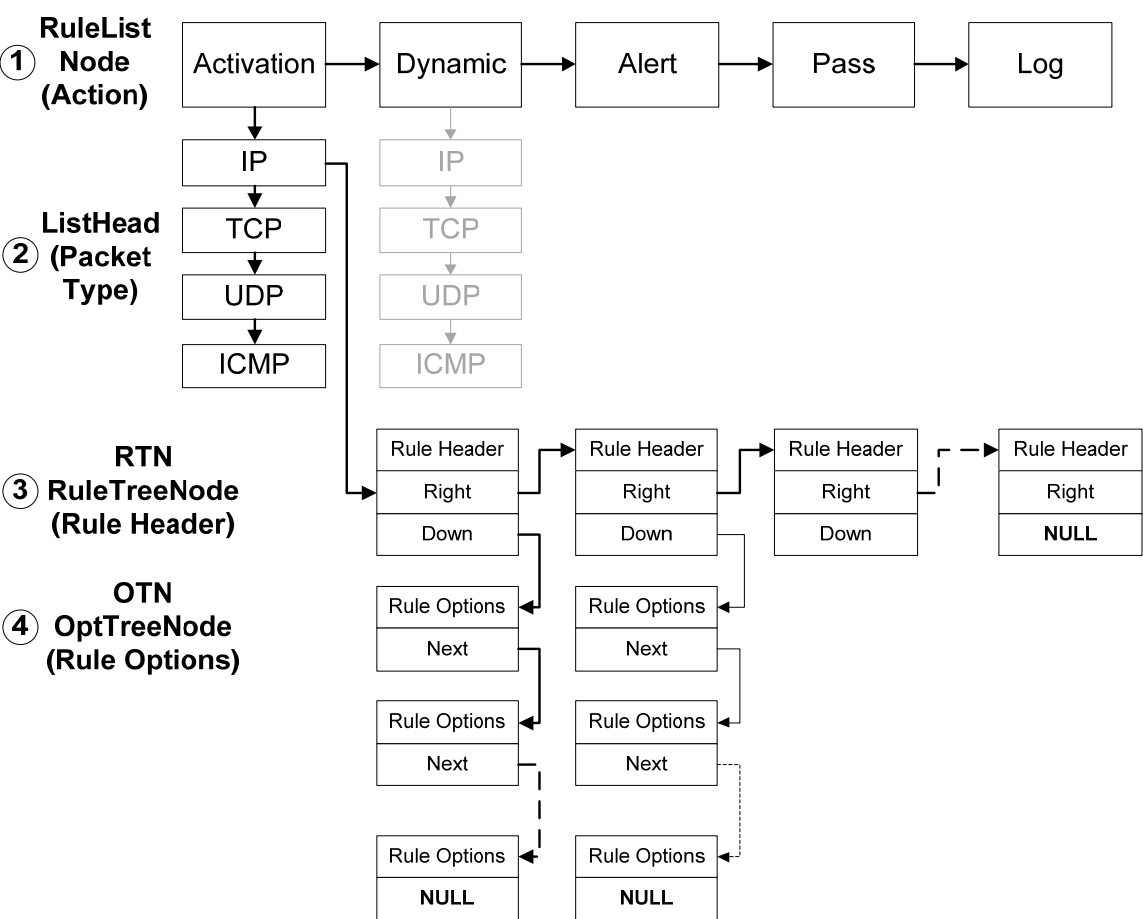 1
RuleList
Node
(Action)
Activation
Dynamic
Alert
Pass
Log
2
ListHead
(Packet
Type)
IP
TCP
UDP
ICMP
IP
TCP
UDP
ICMP
3
RTN
RuleTreeNode
(Rule Header)
Rule Header
Right
Down
Rule Header
Right
Down
Rule Header
Right
Down
Rule Header
Right
NULL
4
OTN
OptTreeNode
(Rule Options)
Rule Options
Next
Rule Options
Next
Rule Options
NULL
Rule Options
Next
Rule Options
Next
Rule Options
NULL